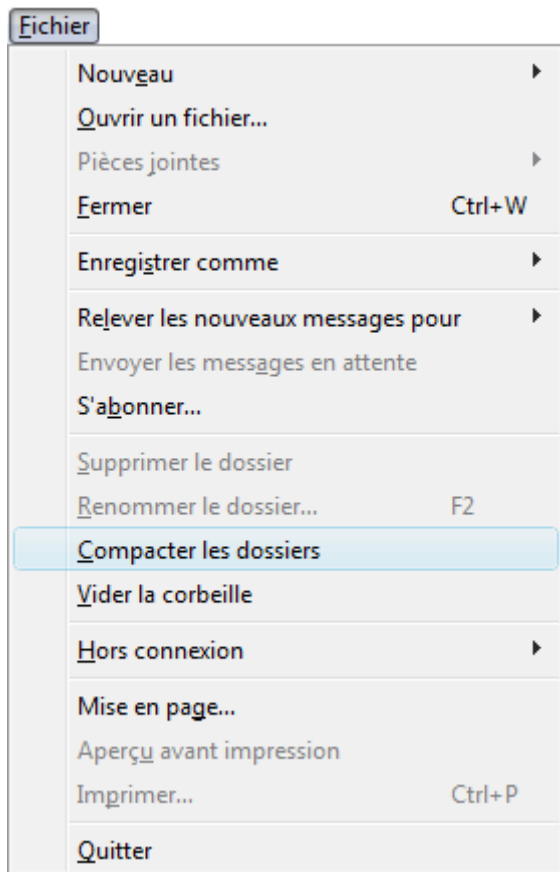 Fichier
Nouveau
Ouvrir un fichier...
Pièces jointes
Fermer Ctrl+W
Enregistrer comme
Relever les nouveaux messages pour
Envoyer les messages en attente
S'abonner...
Supprimer le dossier
Renommer le dossier... F2
Compacter les dossiers
Vider la corbeille
Hors connexion
Mise en page...
Aperçu avant impression
Imprimer... Ctrl+P
Quitter